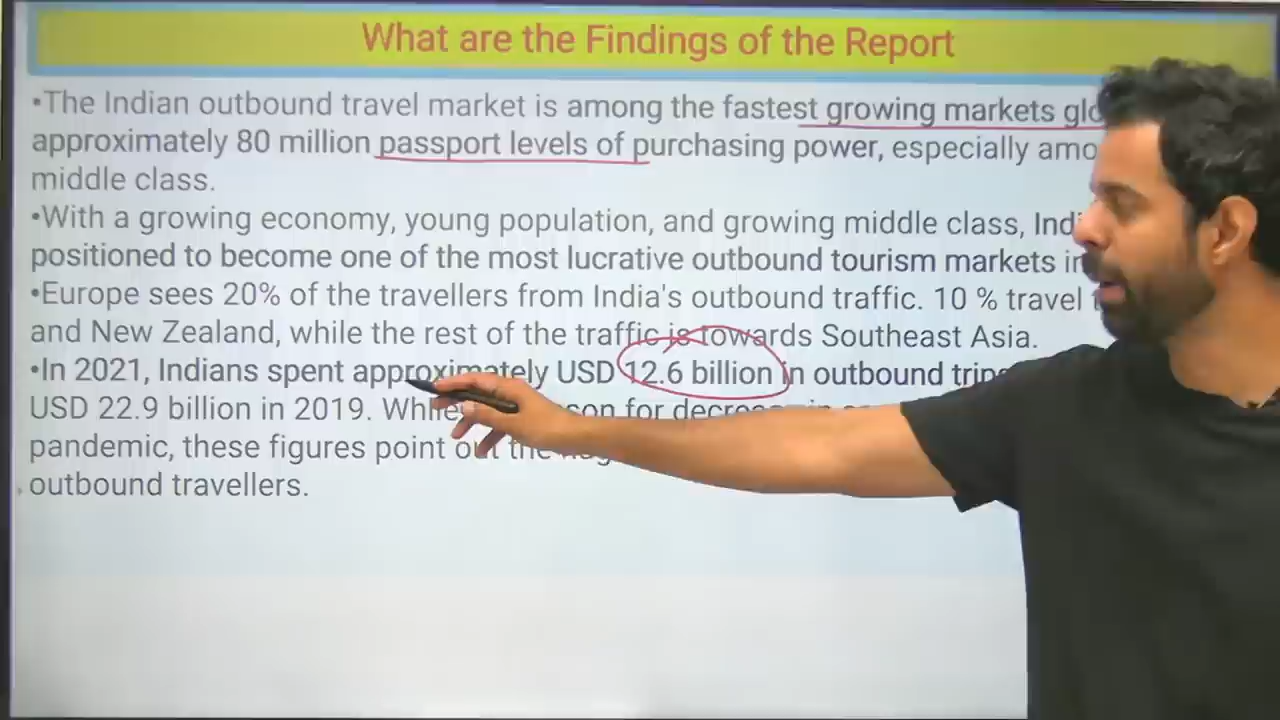 What are the Findings of the Report
•The Indian outbound travel market is among the fastest growing markets
approximately 80 million passport levels of purchasing power, especially
middle class.
•With a growing economy, young population, and growing middle class,
positioned to become one of the most lucrative outbound tourism markets
•Europe sees 20% of the travellers from India's outbound traffic. 10 % travel
and New Zealand, while the rest of the traffic is towards Southeast Asia.
•In 2021, Indians spent approximately USD 12.6 billion in outbound
USD 22.9 billion in 2019. for
pandemic, these figures point out
outbound travellers.